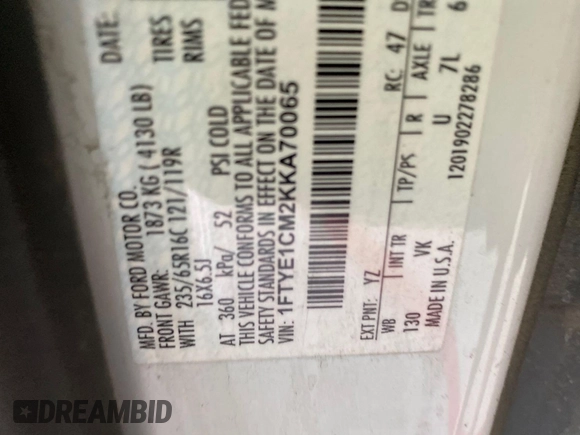 DATE:
MFD. BY FORD MOTOR CO.
FRONT GAWR: 1873 KG ( 4130 LB)
WITH 235/65R16C 121/119R TIRES
16X6.5J RIMS
AT 360 kPa/ 52 PSI COLD
THIS VEHICLE CONFORMS TO ALL APPLICABLE FED
SAFETY STANDARDS IN EFFECT ON THE DATE OF M
VIN: 1FTYE1CM2KKA70065
EXT PNT: YZ RC: 47 D
WB INT TR TP/PS R AXLE TR
130 VK U 7L 6
MADE IN U.S.A. 1201902278286
DREAMBID